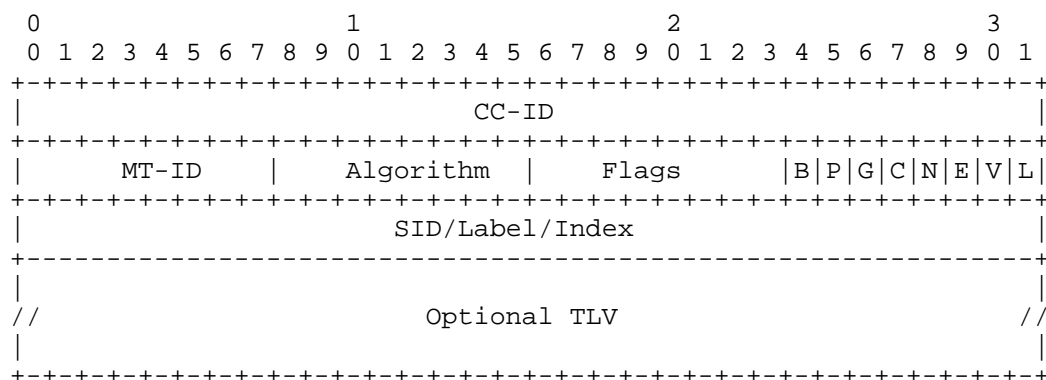 0                   1                   2                   3
 0 1 2 3 4 5 6 7 8 9 0 1 2 3 4 5 6 7 8 9 0 1 2 3 4 5 6 7 8 9 0 1
+-+-+-+-+-+-+-+-+-+-+-+-+-+-+-+-+-+-+-+-+-+-+-+-+-+-+-+-+-+-+-+-+
|                            CC-ID                              |
+-+-+-+-+-+-+-+-+-+-+-+-+-+-+-+-+-+-+-+-+-+-+-+-+-+-+-+-+-+-+-+-+
|      MT-ID    |    Algorithm  |    Flags      |B|P|G|C|N|E|V|L|
+-+-+-+-+-+-+-+-+-+-+-+-+-+-+-+-+-+-+-+-+-+-+-+-+-+-+-+-+-+-+-+-+
|                       SID/Label/Index                         |
+---------------------------------------------------------------+
|                                                               |
//                        Optional TLV                         //
|                                                               |
+-+-+-+-+-+-+-+-+-+-+-+-+-+-+-+-+-+-+-+-+-+-+-+-+-+-+-+-+-+-+-+-+